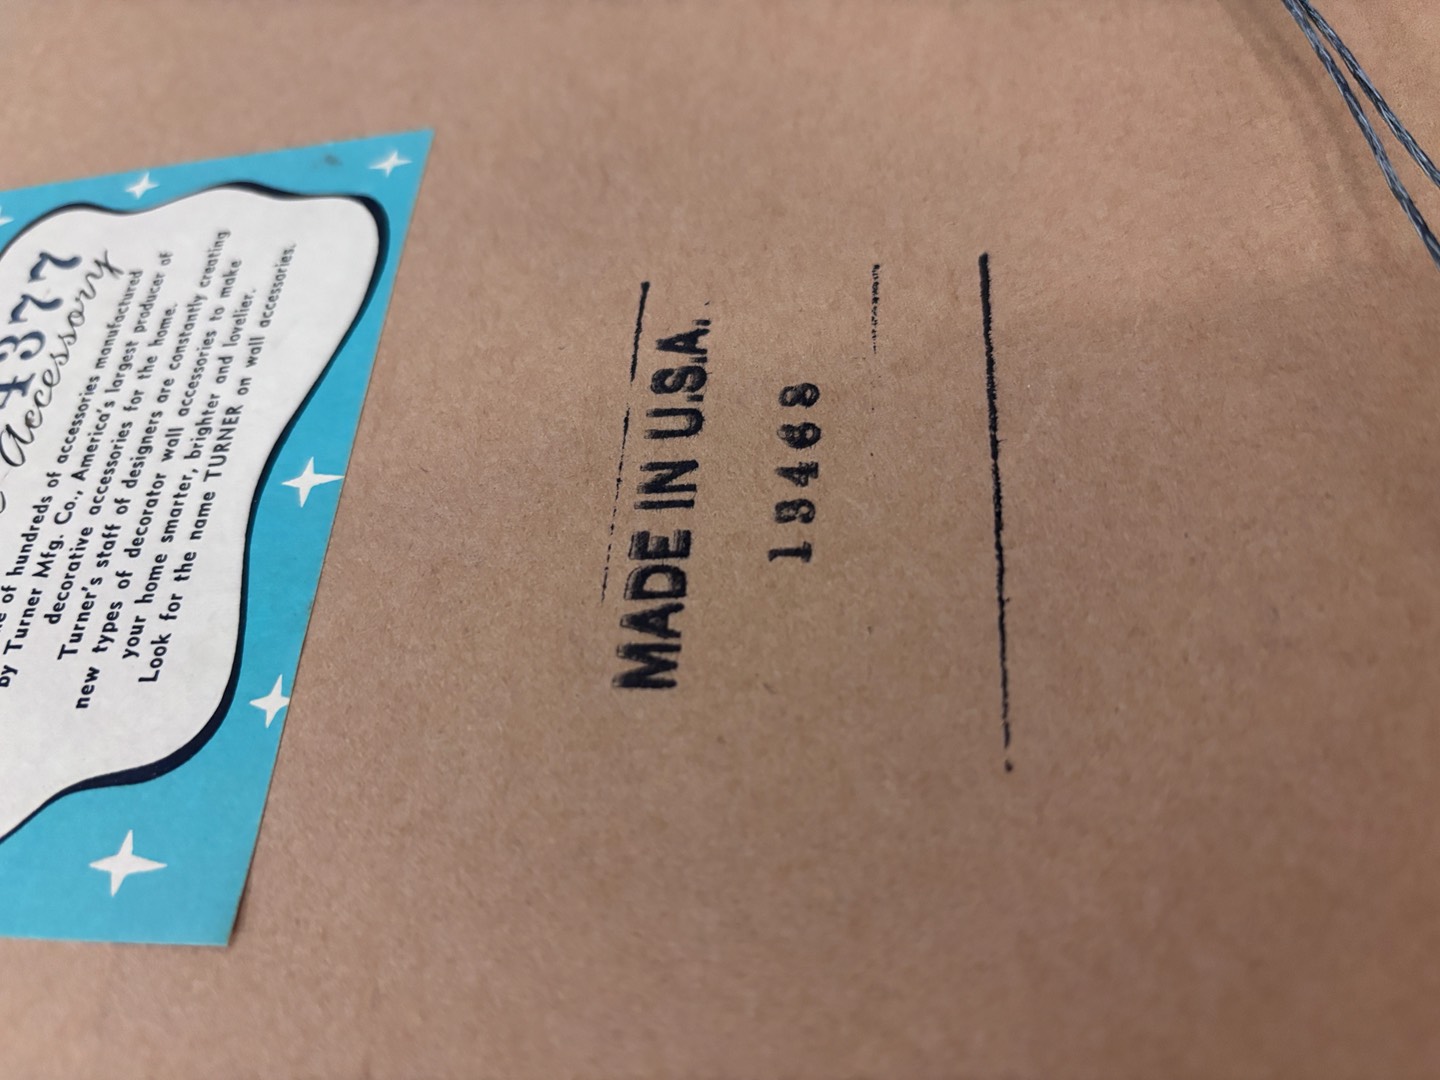 4377
Accessory
of hundreds of accessories manufactured
by Turner Mfg. Co., America's largest producer of
decorative accessories for the home.
Turner's staff of designers are constantly creating
new types of decorator wall accessories to make
your home smarter, brighter and lovelier.
Look for the name TURNER on wall accessories.
MADE IN U.S.A.
18468